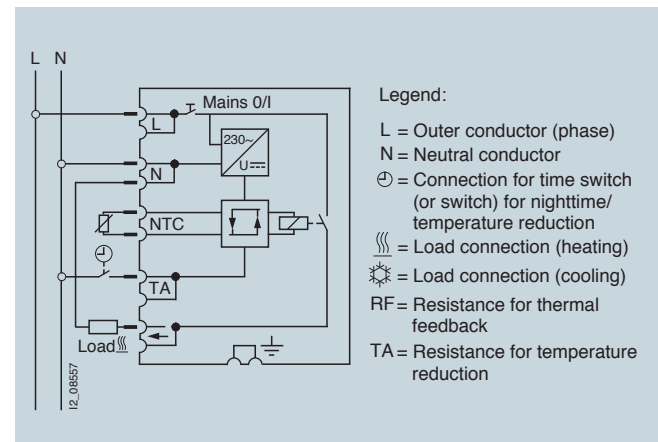 L N
Mains 0/I
L
230~
U
N
NTC
TA
Load
I2_08557
Legend:
L = Outer conductor (phase)
N = Neutral conductor
= Connection for time switch
(or switch) for nighttime/
temperature reduction
= Load connection (heating)
= Load connection (cooling)
RF = Resistance for thermal
feedback
TA = Resistance for temperature
reduction